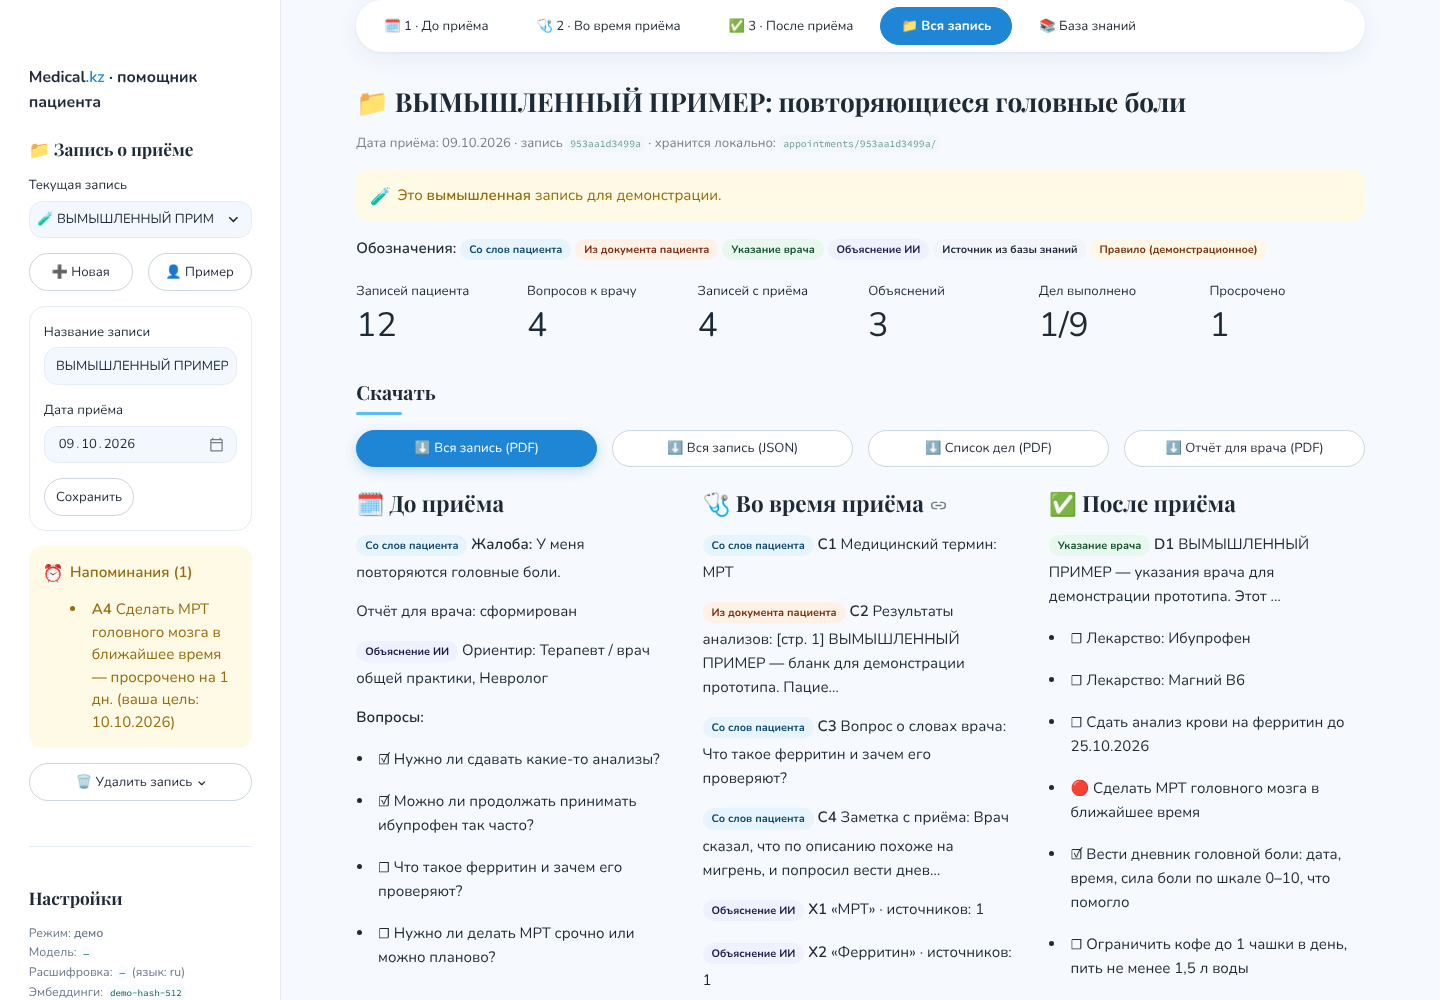 Medical.kz · помощник
пациента
📁 Запись о приёме
Текущая запись
🧪 ВЫМЫШЛЕННЫЙ ПРИМ
➕ Новая
👤 Пример
Название записи
ВЫМЫШЛЕННЫЙ ПРИМЕР
Дата приёма
09.10.2026
Сохранить
⏰ Напоминания (1)
• A4 Сделать МРТ
головного мозга в
ближайшее время
— просрочено на 1
дн. (ваша цель:
10.10.2026)
🗑️ Удалить запись
Настройки
Режим: демо
Модель: –
Расшифровка: – (язык: ru)
Эмбеддинги: demo-hash-512
🗓️ 1 · До приёма
🩺 2 · Во время приёма
✅ 3 · После приёма
📁 Вся запись
📚 База знаний
📁 ВЫМЫШЛЕННЫЙ ПРИМЕР: повторяющиеся головные боли
Дата приёма: 09.10.2026 · запись 953aa1d3499a · хранится локально: appointments/953aa1d3499a/
🧪 Это вымышленная запись для демонстрации.
Обозначения: Со слов пациента Из документа пациента Указание врача Объяснение ИИ Источник из базы знаний Правило (демонстрационное)
Записей пациента
12
Вопросов к врачу
4
Записей с приёма
4
Объяснений
3
Дел выполнено
1/9
Просрочено
1
Скачать
⬇️ Вся запись (PDF)
⬇️ Вся запись (JSON)
⬇️ Список дел (PDF)
⬇️ Отчёт для врача (PDF)
🗓️ До приёма
Со слов пациента Жалоба: У меня
повторяются головные боли.
Отчёт для врача: сформирован
Объяснение ИИ Ориентир: Терапевт / врач
общей практики, Невролог
Вопросы:
• ☑ Нужно ли сдавать какие-то анализы?
• ☑ Можно ли продолжать принимать
ибупрофен так часто?
• ☐ Что такое ферритин и зачем его
проверяют?
• ☐ Нужно ли делать МРТ срочно или
можно планово?
🩺 Во время приёма
Со слов пациента C1 Медицинский термин:
МРТ
Из документа пациента C2 Результаты
анализов: [стр. 1] ВЫМЫШЛЕННЫЙ
ПРИМЕР — бланк для демонстрации
прототипа. Пацие…
Со слов пациента C3 Вопрос о словах врача:
Что такое ферритин и зачем его
проверяют?
Со слов пациента C4 Заметка с приёма: Врач
сказал, что по описанию похоже на
мигрень, и попросил вести днев…
Объяснение ИИ X1 «МРТ» · источников: 1
Объяснение ИИ X2 «Ферритин» · источников:
1
✅ После приёма
Указание врача D1 ВЫМЫШЛЕННЫЙ
ПРИМЕР — указания врача для
демонстрации прототипа. Этот …
• ☐ Лекарство: Ибупрофен
• ☐ Лекарство: Магний B6
• ☐ Сдать анализ крови на ферритин до
25.10.2026
• 🔴 Сделать МРТ головного мозга в
ближайшее время
• ☑ Вести дневник головной боли: дата,
время, сила боли по шкале 0–10, что
помогло
• ☐ Ограничить кофе до 1 чашки в день,
пить не менее 1,5 л воды